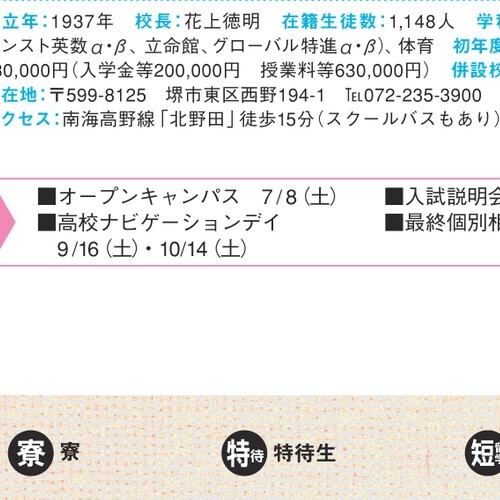 立年：1937年　校長：花上徳明　在籍生徒数：1,148人　学
ンスト英数α・β、立命館、グローバル特進α・β）、体育　初年度
30,000円（入学金等200,000円　授業料等630,000円）　併設校
在地：〒599-8125　堺市東区西野194-1　℡072-235-3900
クセス：南海高野線「北野田」徒歩15分（スクールバスもあり）
■オープンキャンパス　7/8（土）　■入試説明会
■高校ナビゲーションデイ　■最終個別相
9/16（土）・10/14（土）
寮 寮　特待 特待生　短